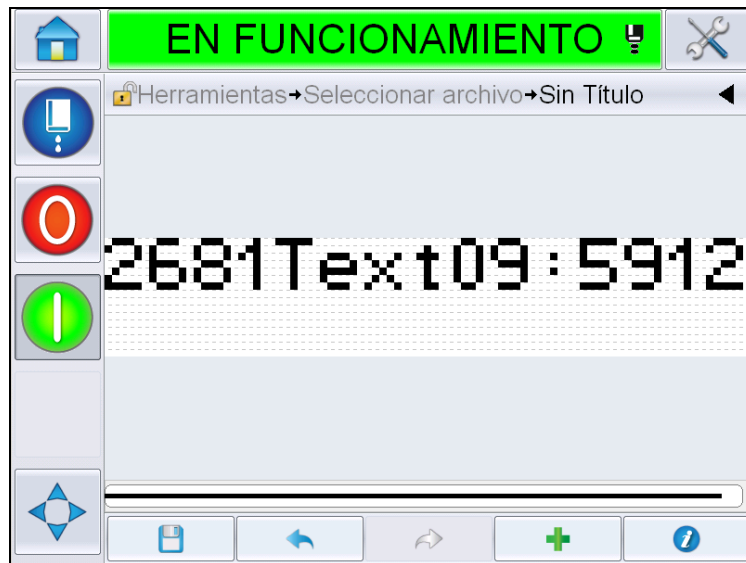 EN FUNCIONAMIENTO
Herramientas→Seleccionar archivo→Sin Título
2681Text09:5912